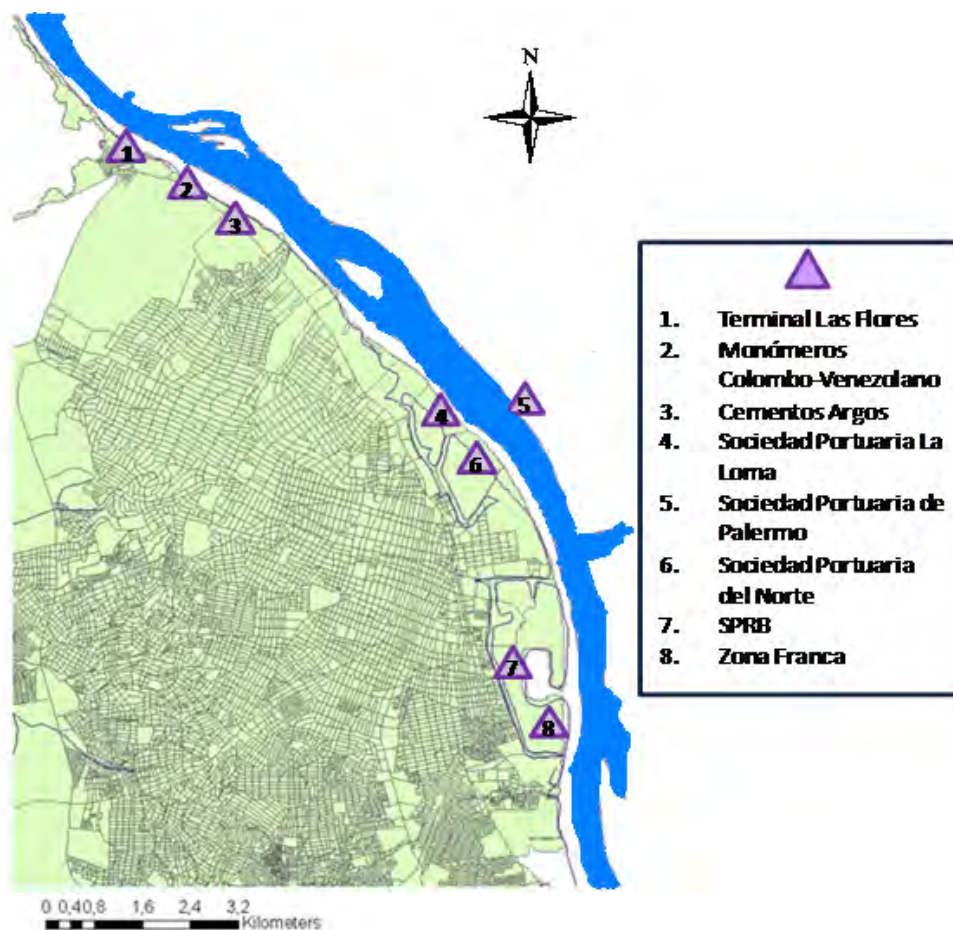 N
1
2
3
4
5
6
7
8
1. Terminal Las Flores
2. Monómeros
Colombo-Venezolano
3. Cementos Argos
4. Sociedad Portuaria La
Loma
5. Sociedad Portuaria de
Palermo
6. Sociedad Portuaria
del Norte
7. SPRB
8. Zona Franca
0 0,40,8 1,6 2,4 3,2
Kilometers